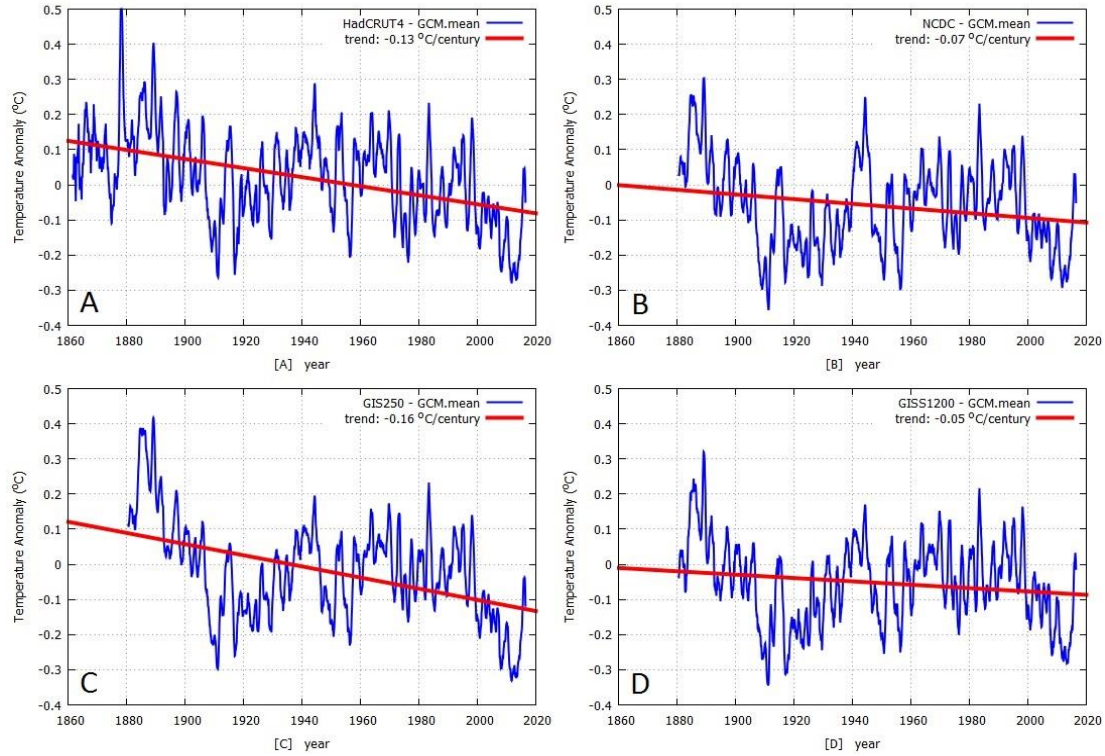 HadCRUT4 - GCM.mean
trend: -0.13 °C/century
Temperature Anomaly (°C)
0.5
0.4
0.3
0.2
0.1
0
-0.1
-0.2
-0.3
-0.4
A
1860 1880 1900 1920 1940 1960 1980 2000 2020
[A] year
NCDC - GCM.mean
trend: -0.07 °C/century
Temperature Anomaly (°C)
0.5
0.4
0.3
0.2
0.1
0
-0.1
-0.2
-0.3
-0.4
B
1860 1880 1900 1920 1940 1960 1980 2000 2020
[B] year
GIS250 - GCM.mean
trend: -0.16 °C/century
Temperature Anomaly (°C)
0.5
0.4
0.3
0.2
0.1
0
-0.1
-0.2
-0.3
-0.4
C
1860 1880 1900 1920 1940 1960 1980 2000 2020
[C] year
GISS1200 - GCM.mean
trend: -0.05 °C/century
Temperature Anomaly (°C)
0.5
0.4
0.3
0.2
0.1
0
-0.1
-0.2
-0.3
-0.4
D
1860 1880 1900 1920 1940 1960 1980 2000 2020
[D] year